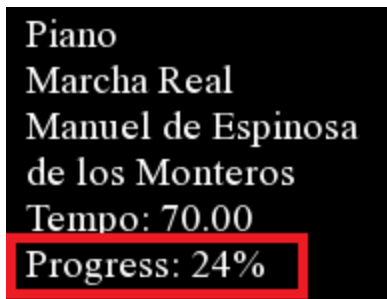 Piano
Marcha Real
Manuel de Espinosa
de los Monteros
Tempo: 70.00
Progress: 24%